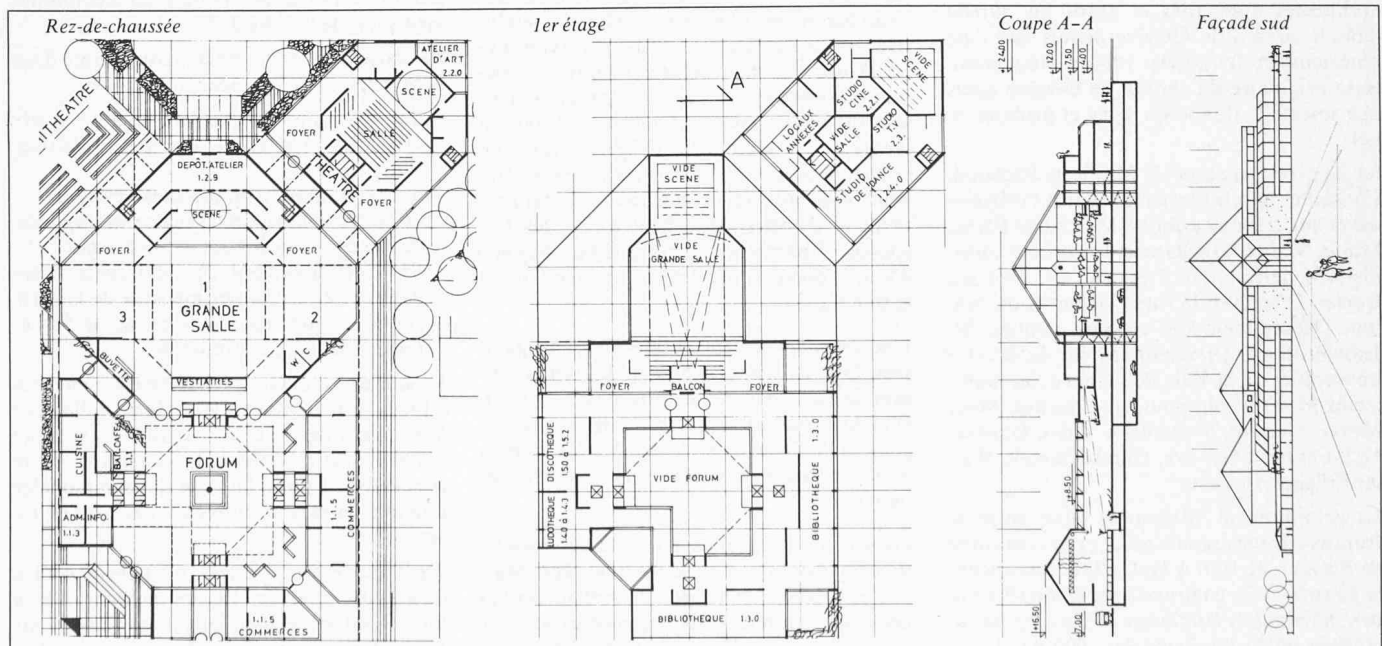 Rez-de-chaussée
1er étage
Coupe A–A
Façade sud
ITHEATRE
FOYER
DEPÔT.ATELIER
1.2.9
SCENE
FOYER
FOYER
ATELIER
D'ART
2.2.0
SCENE
SALLE
THEATRE
FOYER
1
GRANDE
SALLE
3
2
BUVETTE
W C
VESTIAIRES
CUISINE
BAR.CAFE
1.1.1
FORUM
ADM.
INFO.
1.1.3
1.1.5
COMMERCES
1.1.5
COMMERCES
A
VIDE
SCENE
STUDIO
CINE
2.2.1
LOCAUX
ANNEXES
VIDE
SALLE
STUDIO
T.V.
2.3.
STUDIO
DE DANCE
2.4.0
VIDE
SCENE
VIDE
GRANDE SALLE
FOYER
BALCON
FOYER
DISCOTHEQUE
1.5.0 à 1.5.2
LUDOTHEQUE
1.4.0 à 1.4.3
VIDE FORUM
1.3.0
BIBLIOTHEQUE
BIBLIOTHEQUE 1.3.0
+24.00
+12.00
+7.50
+4.0
+8.50
+16.50
+7.00